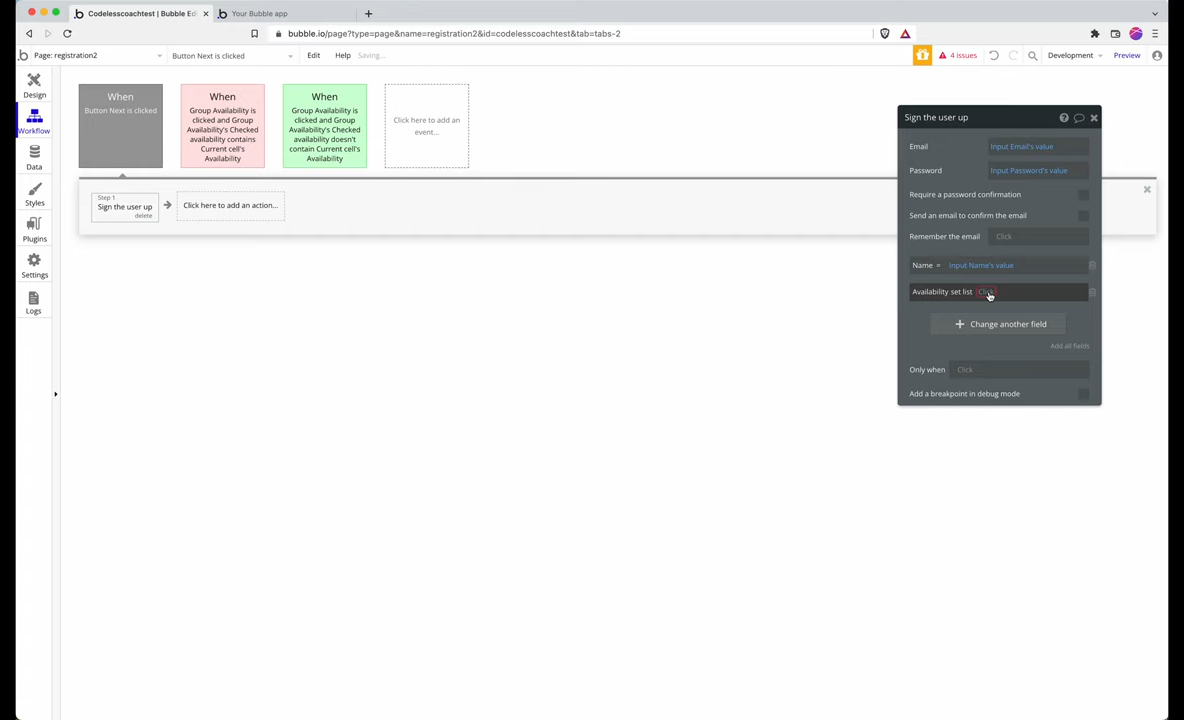 Codelesscoachtest | Bubble Ed
Your Bubble app
bubble.io/page?type=page&name=registration2&id=codelesscoachtest&tab=tabs-2
Page: registration2
Button Next is clicked
Edit
Help
Saving...
4 issues
Development
Preview
Design
Workflow
Data
Styles
Plugins
Settings
Logs
When
Button Next is clicked
When
Group Availability is
clicked and Group
Availability's Checked
availability contains
Current cell's
Availability
When
Group Availability is
clicked and Group
Availability's Checked
availability doesn't
contain Current cell's
Availability
Click here to add an
event...
Step 1
Sign the user up
delete
Click here to add an action...
Sign the user up
Email
Input Email's value
Password
Input Password's value
Require a password confirmation
Send an email to confirm the email
Remember the email
Click
Name =
Input Name's value
Availability set list
Click
Change another field
Add all fields
Only when
Click
Add a breakpoint in debug mode